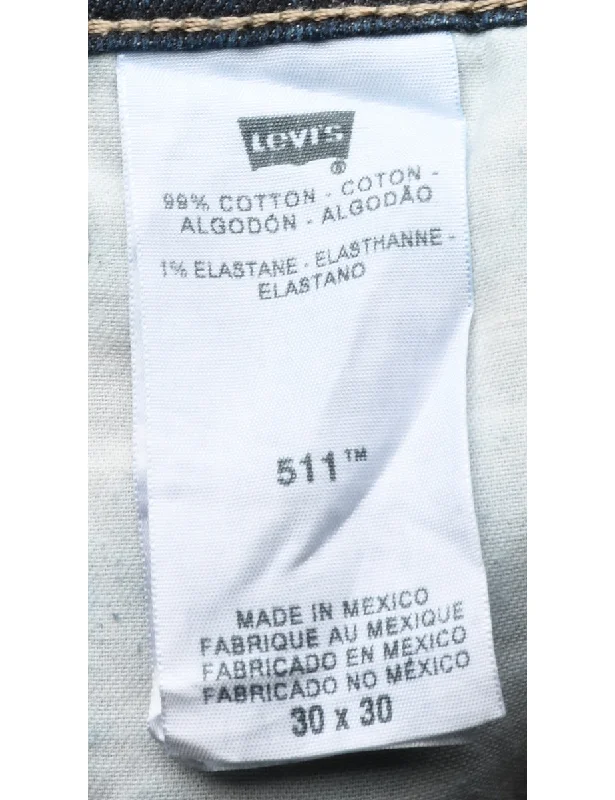 Levi's
®
99% COTTON - COTON -
ALGODÓN - ALGODÃO
1% ELASTANE - ELASTHANNE -
ELASTANO
511™
MADE IN MEXICO
FABRIQUE AU MEXIQUE
FABRICADO EN MÉXICO
FABRICADO NO MÉXICO
30 x 30